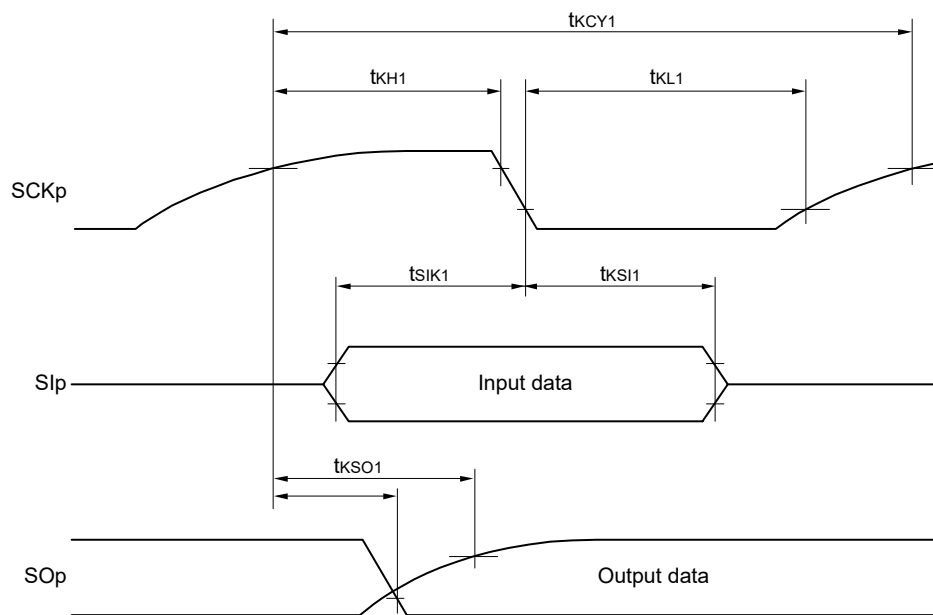 tKCY1
tKH1
tKL1
SCKp
tSIK1
tKSI1
SIp
Input data
tKSO1
SOp
Output data